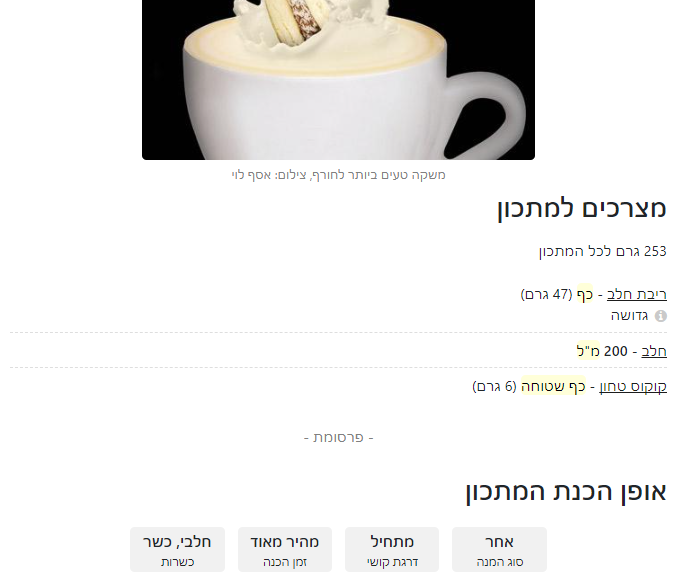 משקה טעים ביותר לחורף, צילום: אסף לוי
מצרכים למתכון
253 גרם לכל המתכון
ריבת חלב - כף (47 גרם)
גדושה
חלב - 200 מ"ל
קוקוס טחון - כף שטוחה (6 גרם)
- פרסומת -
אופן הכנת המתכון
אחר
סוג המנה
מתחיל
דרגת קושי
מהיר מאוד
זמן הכנה
חלבי, כשר
כשרות